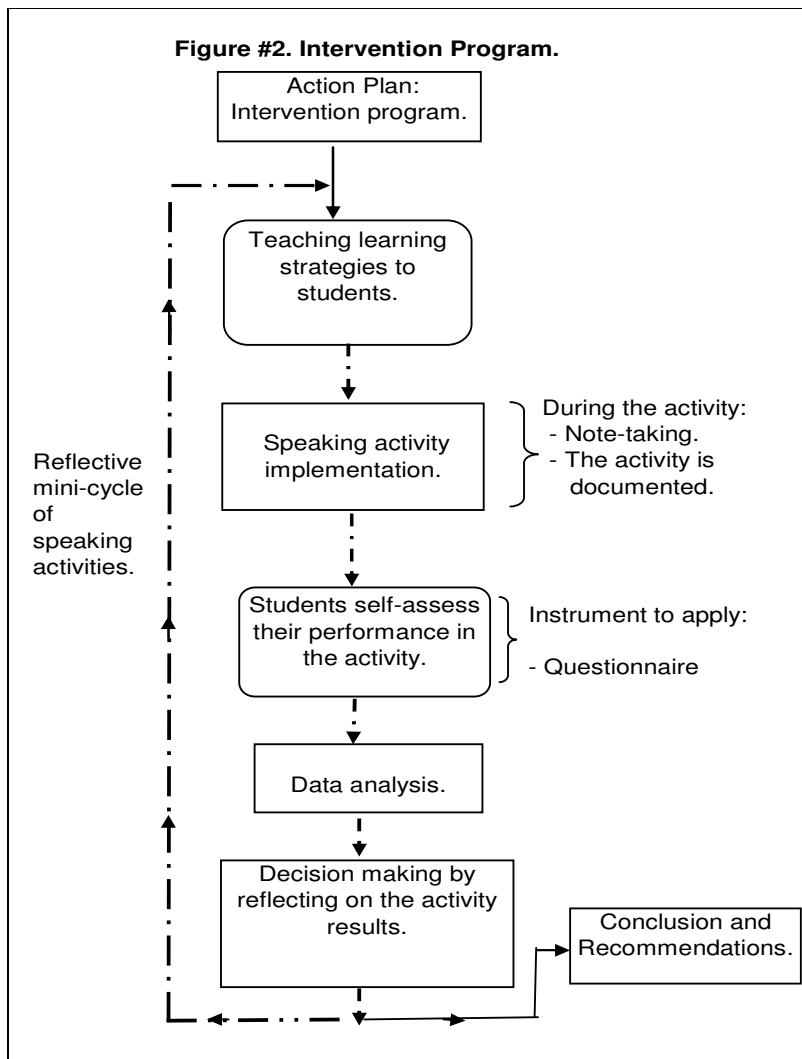 Figure #2. Intervention Program.
Action Plan:
Intervention program.
Teaching learning
strategies to
students.
Speaking activity
implementation.
During the activity:
- Note-taking.
- The activity is
documented.
Reflective
mini-cycle
of
speaking
activities.
Students self-assess
their performance in
the activity.
Instrument to apply:
- Questionnaire
Data analysis.
Decision making by
reflecting on the activity
results.
Conclusion and
Recommendations.